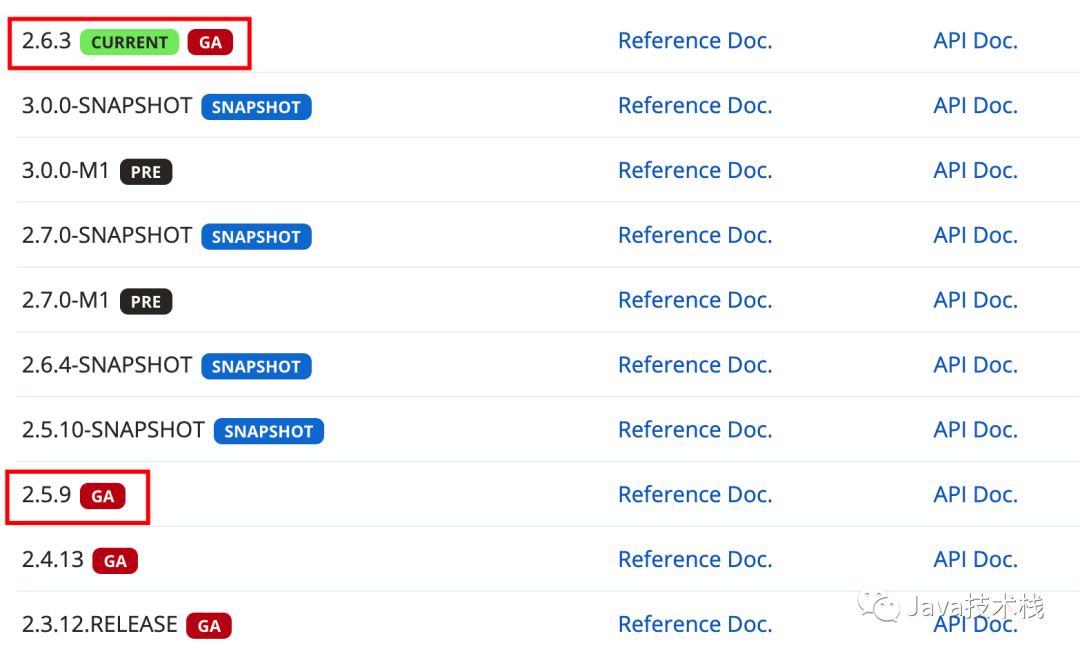 2.6.3 CURRENT GA Reference Doc. API Doc.
3.0.0-SNAPSHOT SNAPSHOT Reference Doc. API Doc.
3.0.0-M1 PRE Reference Doc. API Doc.
2.7.0-SNAPSHOT SNAPSHOT Reference Doc. API Doc.
2.7.0-M1 PRE Reference Doc. API Doc.
2.6.4-SNAPSHOT SNAPSHOT Reference Doc. API Doc.
2.5.10-SNAPSHOT SNAPSHOT Reference Doc. API Doc.
2.5.9 GA Reference Doc. API Doc.
2.4.13 GA Reference Doc. API Doc.
2.3.12.RELEASE GA Reference Doc. API Doc.
Java技术栈